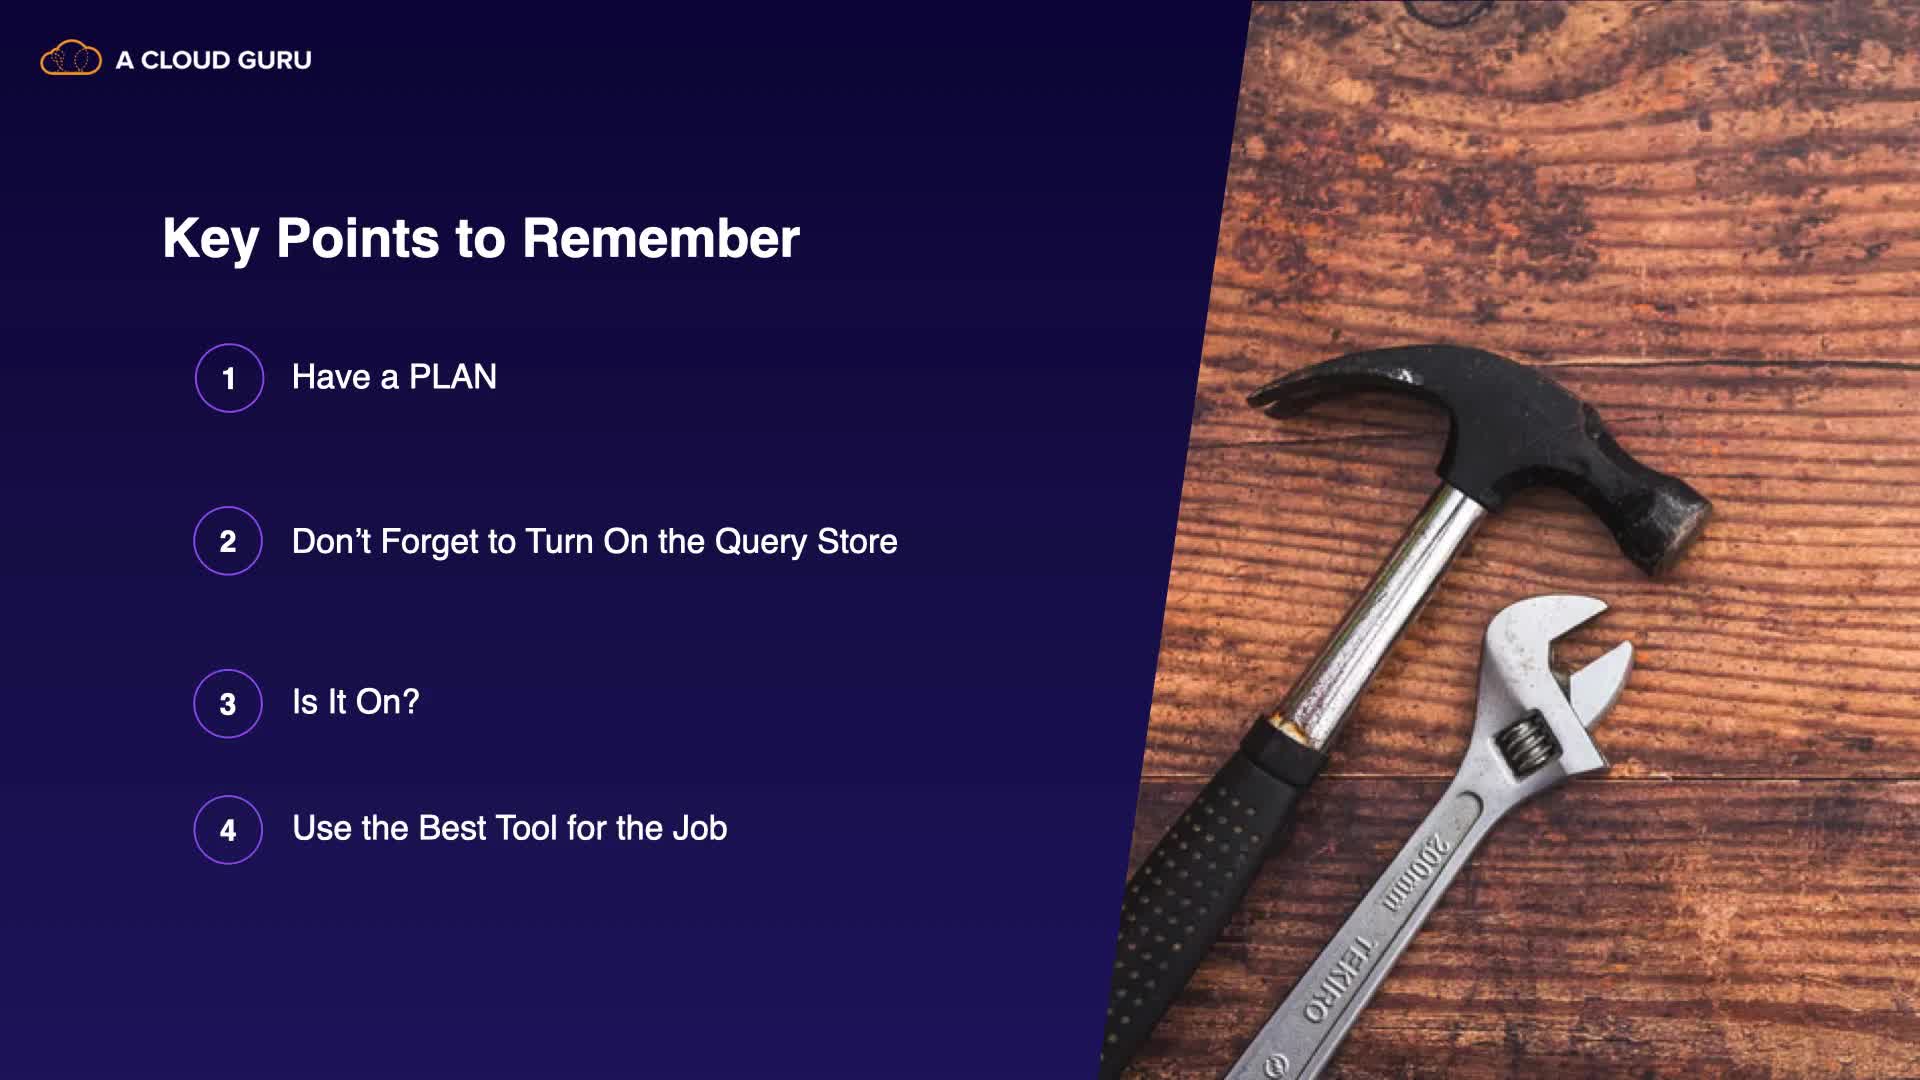 A CLOUD GURU
Key Points to Remember
1 Have a PLAN
2 Don’t Forget to Turn On the Query Store
3 Is It On?
4 Use the Best Tool for the Job
200mm
TEKIRO